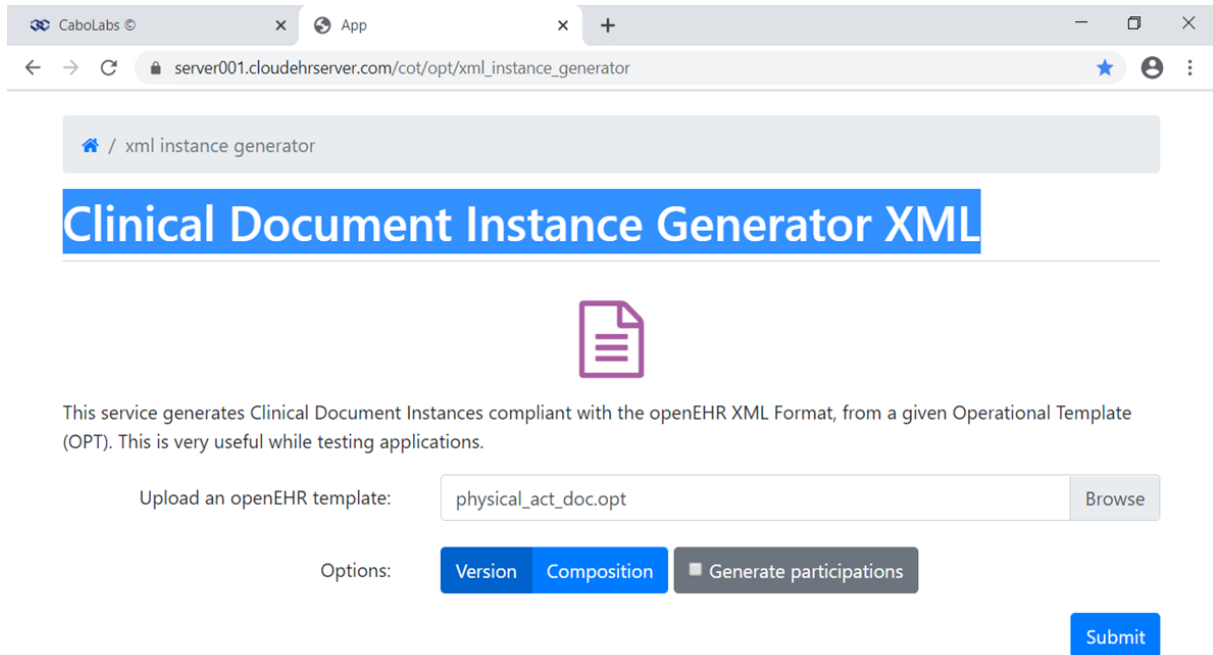 CaboLabs ©
App
server001.cloudehrserver.com/cot/opt/xml_instance_generator
/ xml instance generator
Clinical Document Instance Generator XML
This service generates Clinical Document Instances compliant with the openEHR XML Format, from a given Operational Template
(OPT). This is very useful while testing applications.
Upload an openEHR template: physical_act_doc.opt Browse
Options: Version Composition Generate participations
Submit